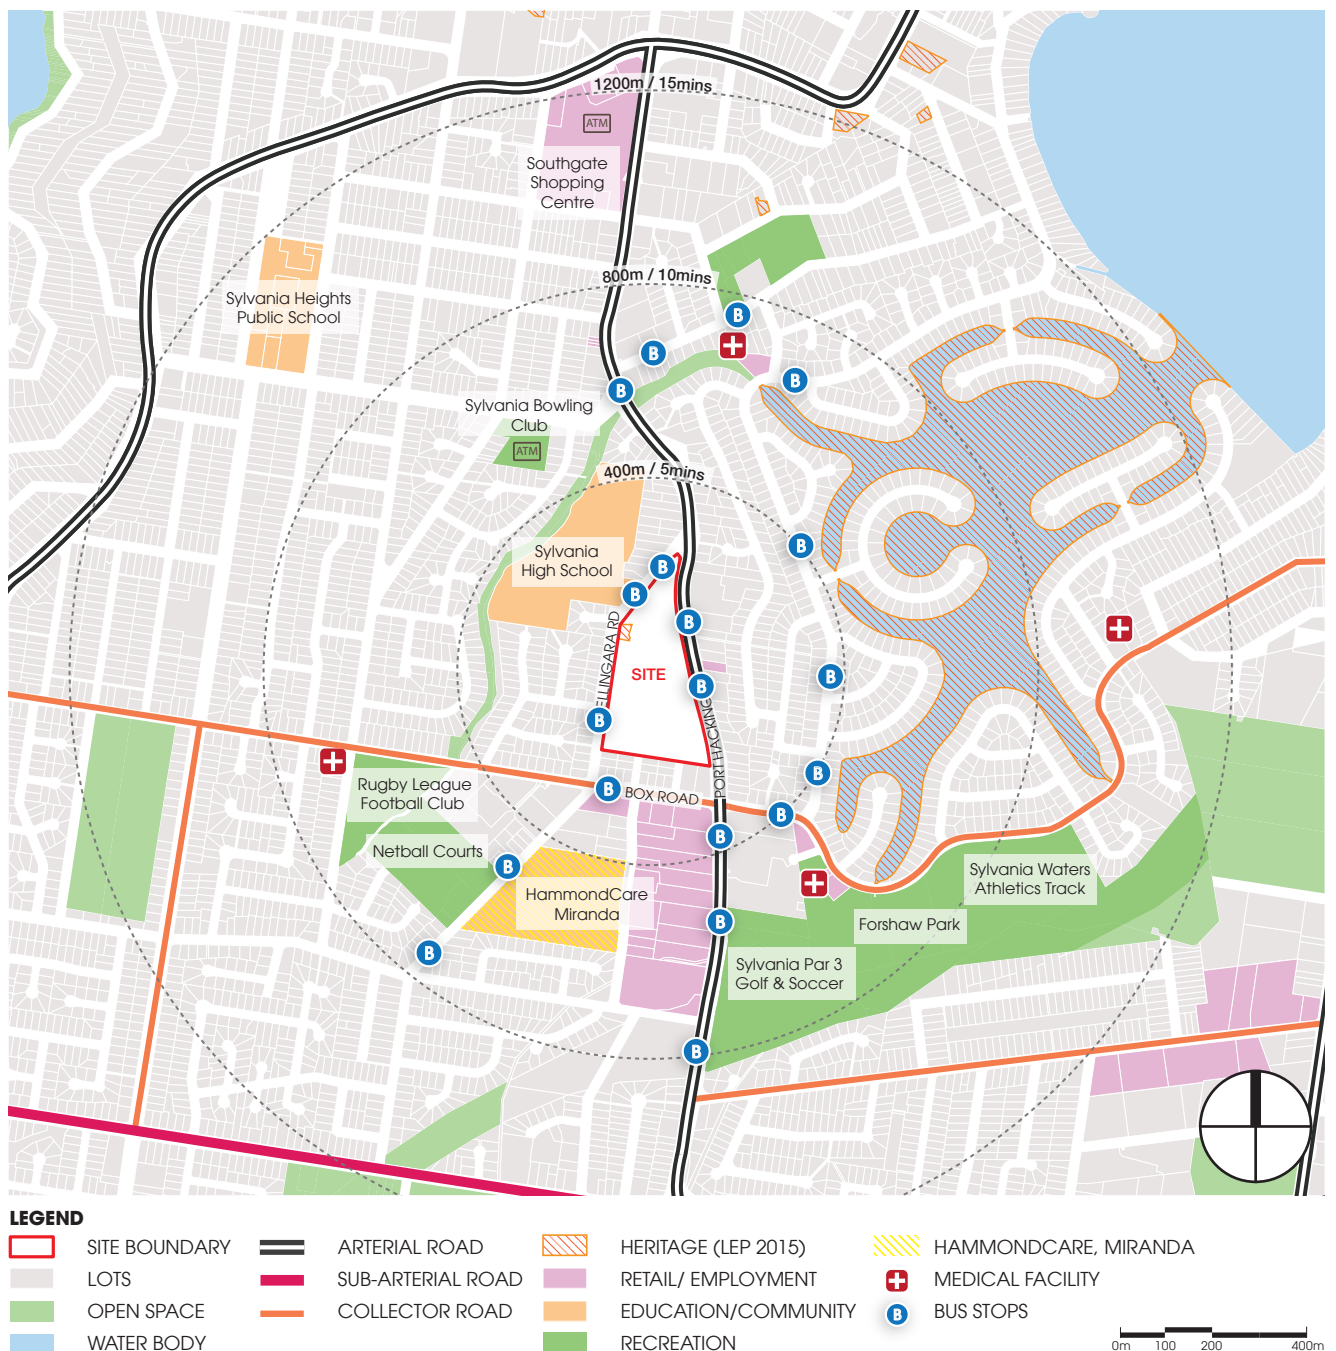 1200m / 15mins
ATM
Southgate
Shopping
Centre
800m / 10mins
Sylvania Heights
Public School
B
B
B
B
Sylvania Bowling
Club
ATM
400m / 5mins
B
Sylvania
High School
B
B
B
ELLINGARA RD
SITE
B
B
B
PORT HACKING
B
Rugby League
Football Club
B
BOX ROAD
B
B
Netball Courts
B
HammondCare
Miranda
Sylvania Waters
Athletics Track
B
Forshaw Park
B
Sylvania Par 3
Golf & Soccer
B
LEGEND
SITE BOUNDARY
ARTERIAL ROAD
HERITAGE (LEP 2015)
HAMMONDCARE, MIRANDA
LOTS
SUB-ARTERIAL ROAD
RETAIL/ EMPLOYMENT
MEDICAL FACILITY
OPEN SPACE
COLLECTOR ROAD
EDUCATION/COMMUNITY
B
BUS STOPS
WATER BODY
RECREATION
0m 100 200 400m